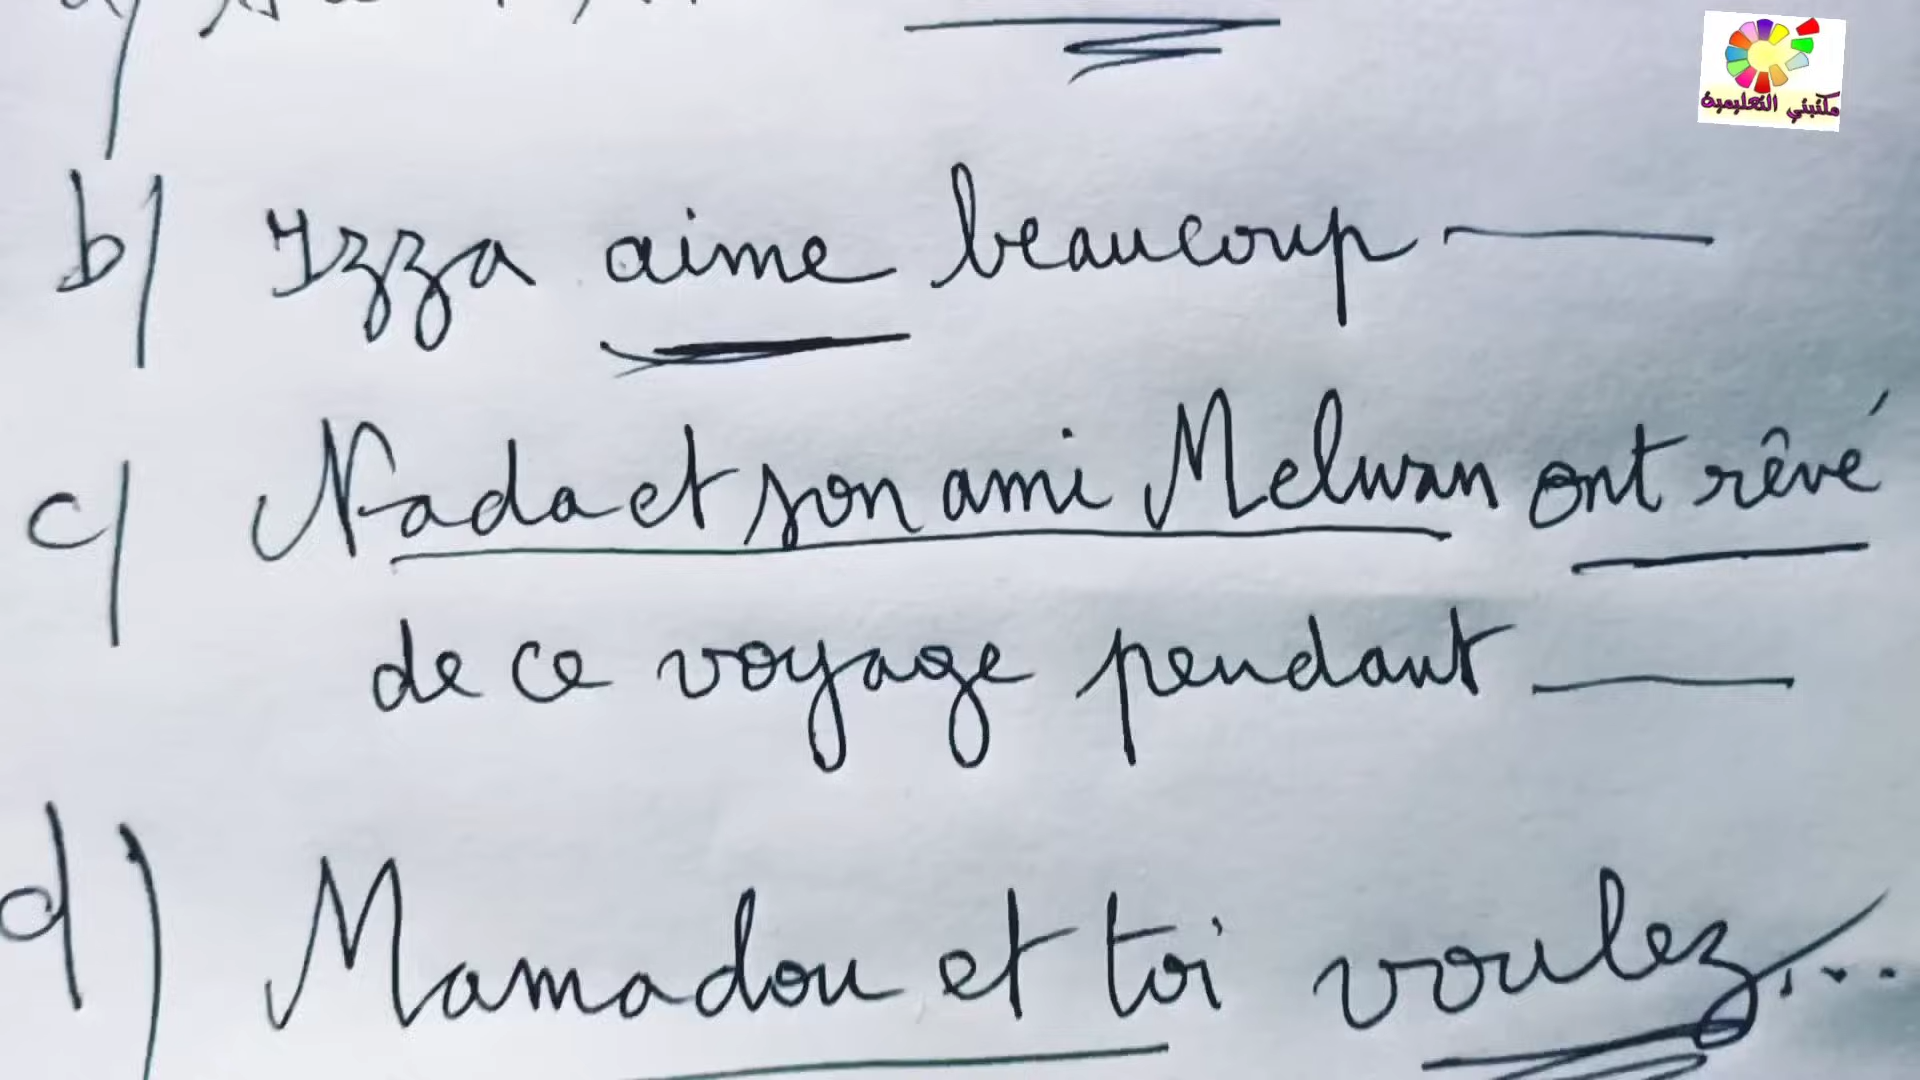 مكتبتي التعليمية
b) Izza aime beaucoup ——
c) Nada et son ami Melwan ont rêvé
de ce voyage pendant ——
d) Mamadou et toi voulez...